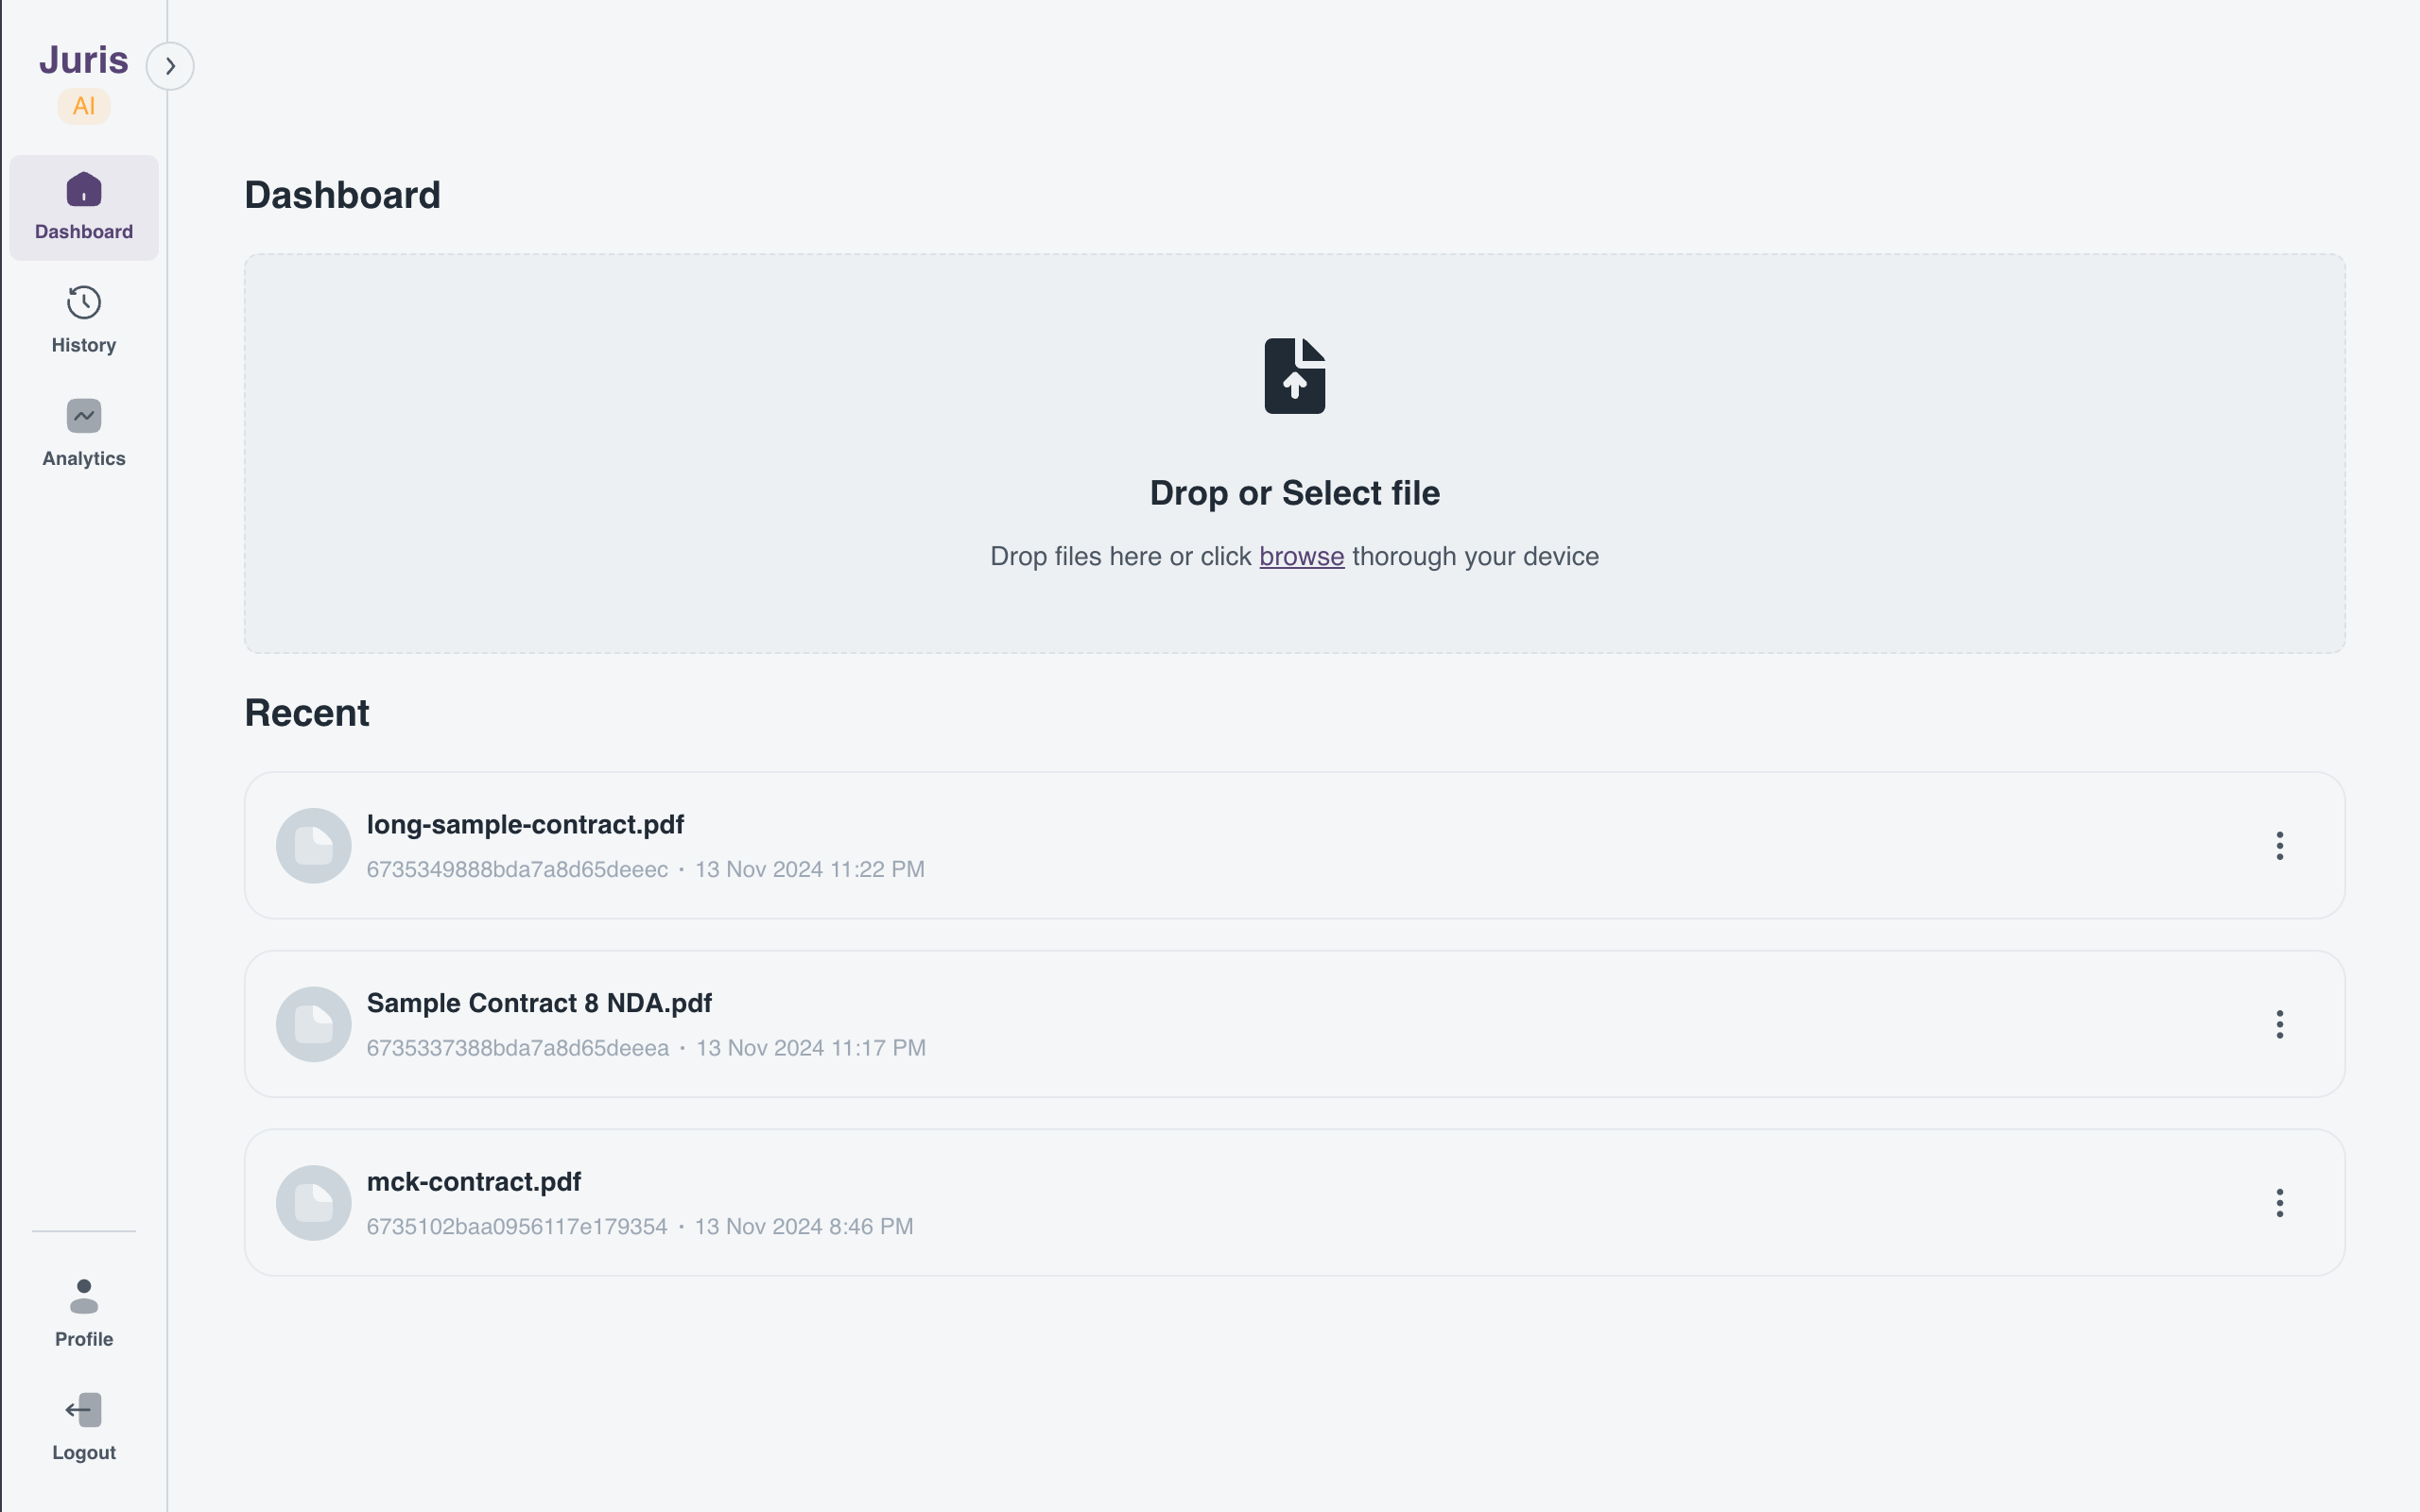 Juris
AI
Dashboard
History
Analytics
Profile
Logout
Dashboard
Drop or Select file
Drop files here or click browse thorough your device
Recent
long-sample-contract.pdf
6735349888bda7a8d65deeec • 13 Nov 2024 11:22 PM
Sample Contract 8 NDA.pdf
6735337388bda7a8d65deeea • 13 Nov 2024 11:17 PM
mck-contract.pdf
6735102baa0956117e179354 • 13 Nov 2024 8:46 PM